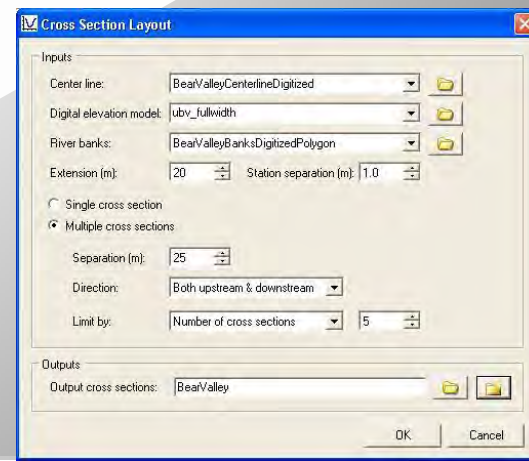 Cross Section Layout
Inputs
Center line: BearValleyCenterlineDigitized
Digital elevation model: ubv_fullwidth
River banks: BearValleyBanksDigitizedPolygon
Extension (m): 20 Station separation (m): 1.0
Single cross section
Multiple cross sections
Separation (m): 25
Direction: Both upstream & downstream
Limit by: Number of cross sections 5
Outputs
Output cross sections: BearValley
OK Cancel